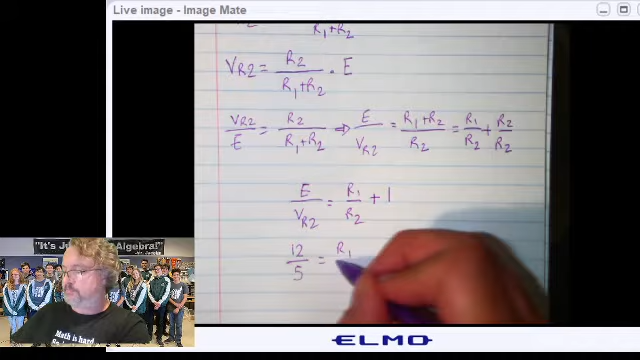 Live image - Image Mate
R1+R2
VR2 = R2 / R1+R2 . E
VR2 / E = R2 / R1+R2 ⇒ E / VR2 = R1+R2 / R2 = R1 / R2 + R2 / R2
E / VR2 = R1 / R2 + 1
12 / 5 = R1
"It's Just Algebra!"
Math is hard
ELMO